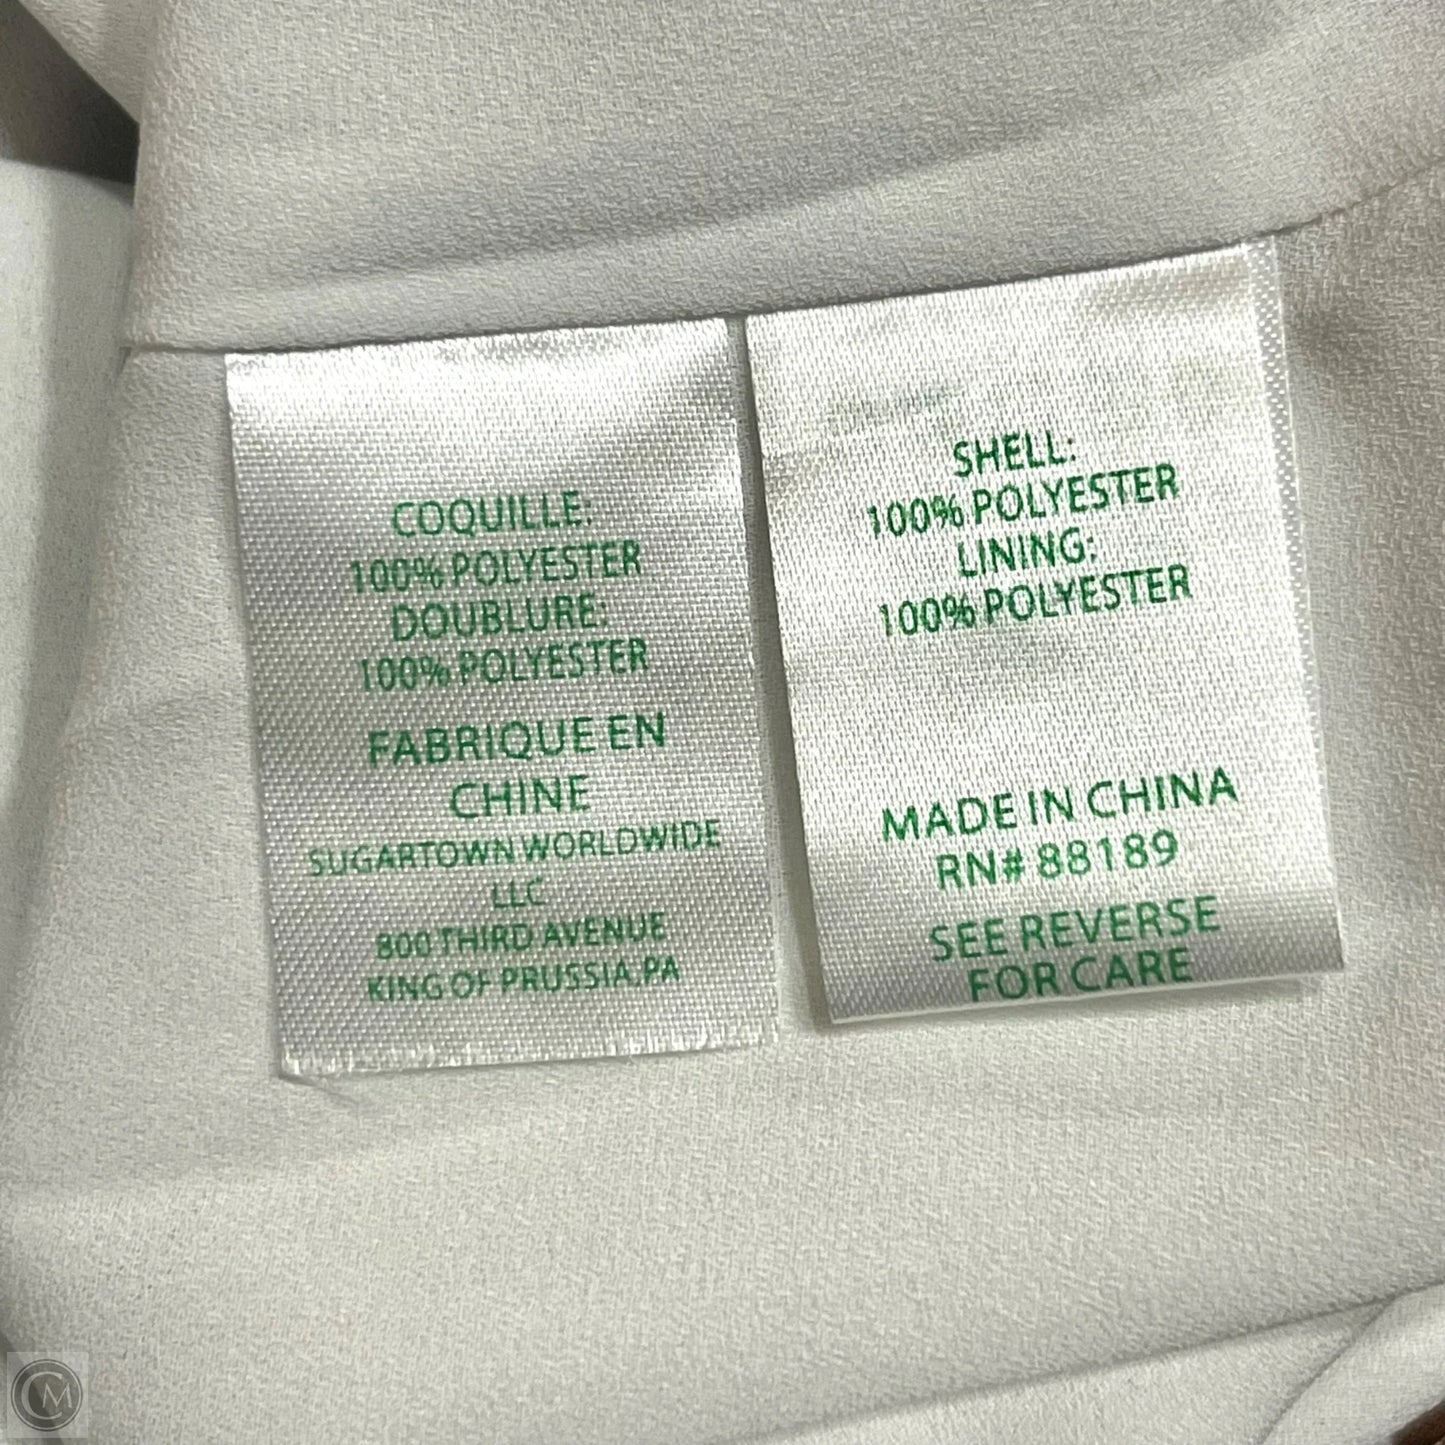 COQUILLE:
100% POLYESTER
DOUBLURE:
100% POLYESTER
FABRIQUE EN
CHINE
SUGARTOWN WORLDWIDE
LLC
800 THIRD AVENUE
KING OF PRUSSIA, PA
SHELL:
100% POLYESTER
LINING:
100% POLYESTER
MADE IN CHINA
RN# 88189
SEE REVERSE
FOR CARE
CM